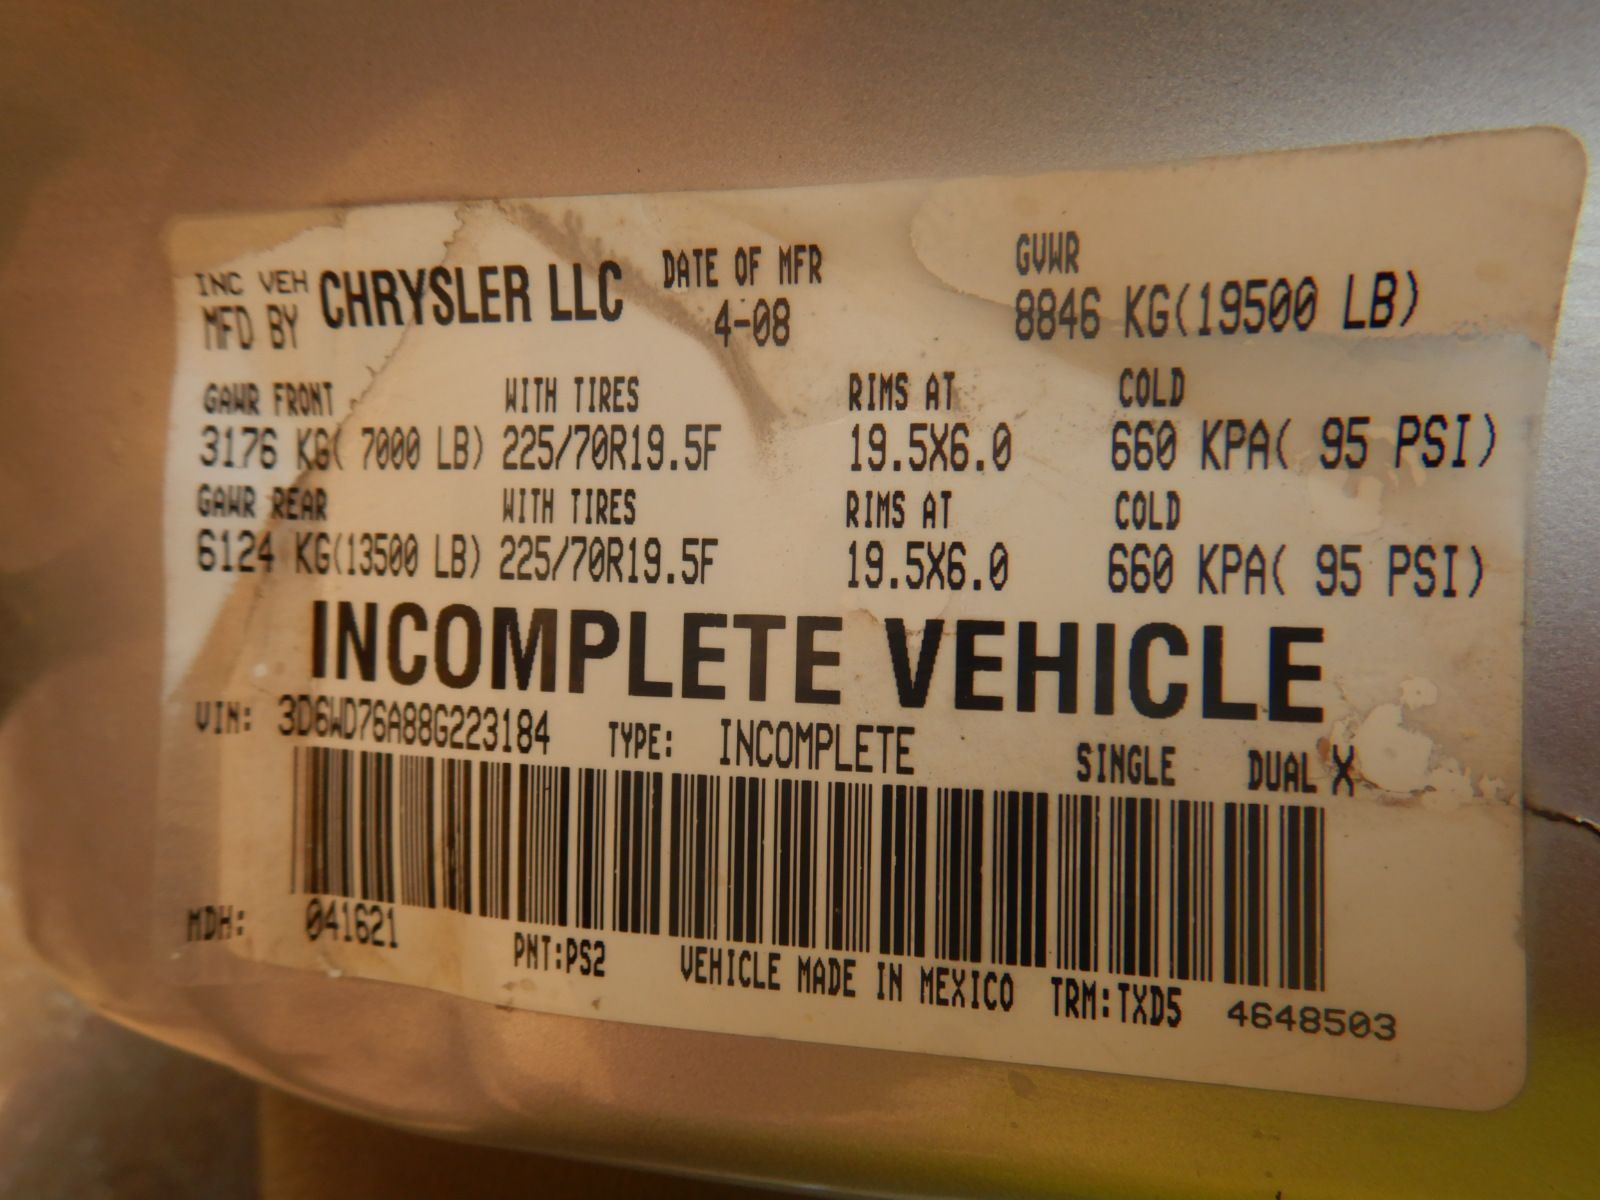 INC VEH MFD BY CHRYSLER LLC DATE OF MFR 4-08 GVWR 8846 KG(19500 LB)
GAWR FRONT WITH TIRES RIMS AT COLD
3176 KG( 7000 LB) 225/70R19.5F 19.5X6.0 660 KPA( 95 PSI)
GAWR REAR WITH TIRES RIMS AT COLD
6124 KG(13500 LB) 225/70R19.5F 19.5X6.0 660 KPA( 95 PSI)
INCOMPLETE VEHICLE
VIN: 3D6WD76A88G223184 TYPE: INCOMPLETE SINGLE DUAL X
MDH: 041621 PNT:PS2 VEHICLE MADE IN MEXICO TRM:TXD5 4648503